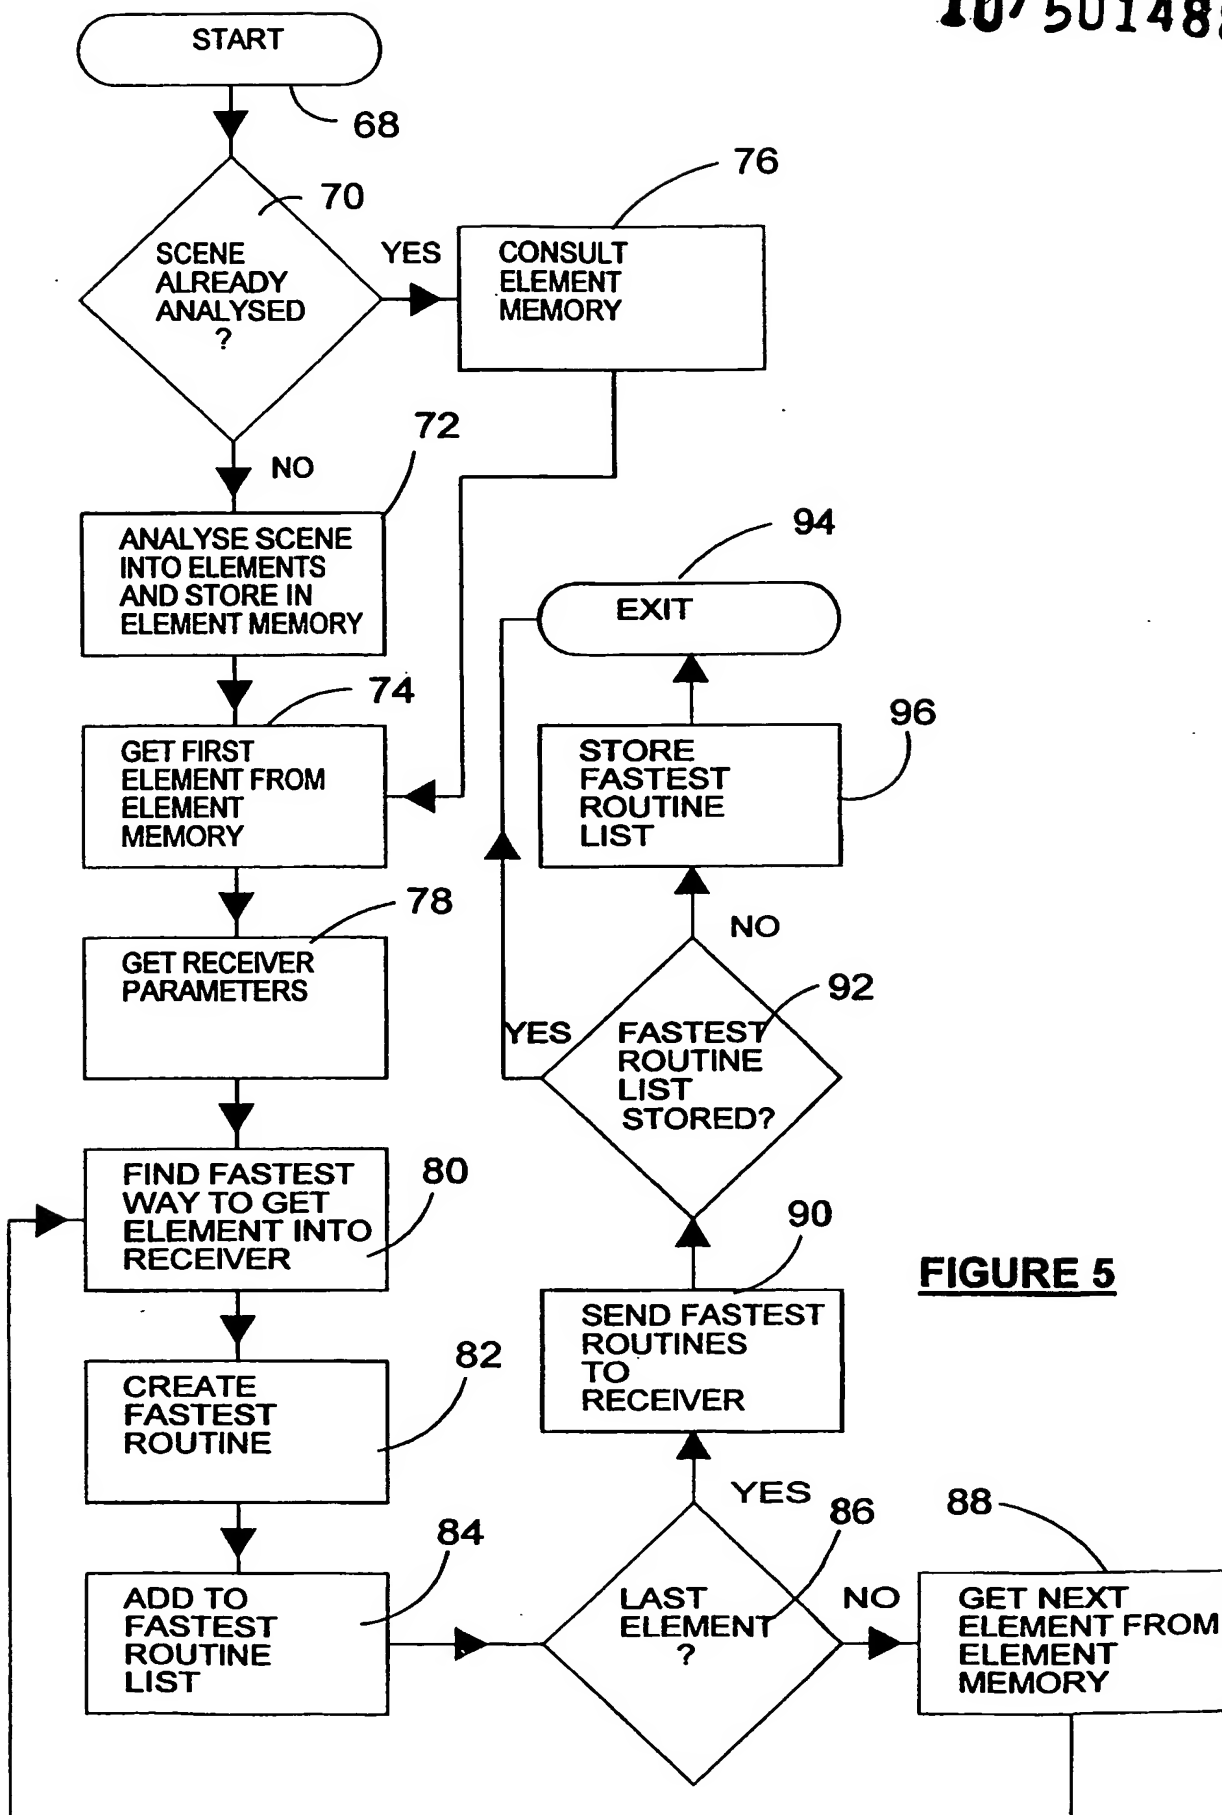 10/50148
START
68
70
76
SCENE
ALREADY
ANALYSED
?
YES
CONSULT
ELEMENT
MEMORY
72
NO
ANALYSE SCENE
INTO ELEMENTS
AND STORE IN
ELEMENT MEMORY
94
EXIT
74
GET FIRST
ELEMENT FROM
ELEMENT
MEMORY
96
STORE
FASTEST
ROUTINE
LIST
78
GET RECEIVER
PARAMETERS
NO
92
YES
FASTEST
ROUTINE
LIST
STORED?
80
FIND FASTEST
WAY TO GET
ELEMENT INTO
RECEIVER
90
SEND FASTEST
ROUTINES
TO
RECEIVER
FIGURE 5
82
CREATE
FASTEST
ROUTINE
YES
86
88
84
ADD TO
FASTEST
ROUTINE
LIST
LAST
ELEMENT
?
NO
GET NEXT
ELEMENT FROM
ELEMENT
MEMORY